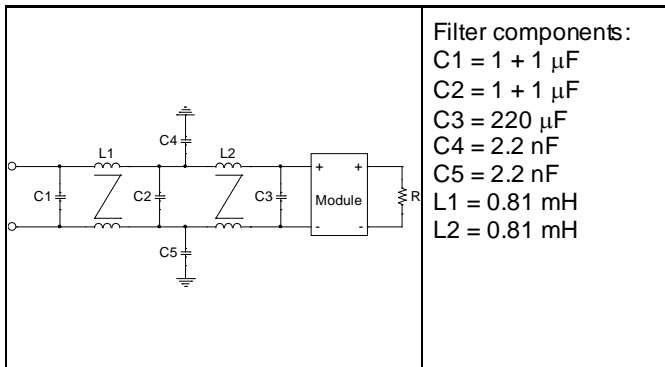 Filter components:
C1 = 1 + 1 μF
C2 = 1 + 1 μF
C3 = 220 μF
C4 = 2.2 nF
C5 = 2.2 nF
L1 = 0.81 mH
L2 = 0.81 mH
C4
L1
L2
C1
C2
C3
+ +
Module
- -
R
C5